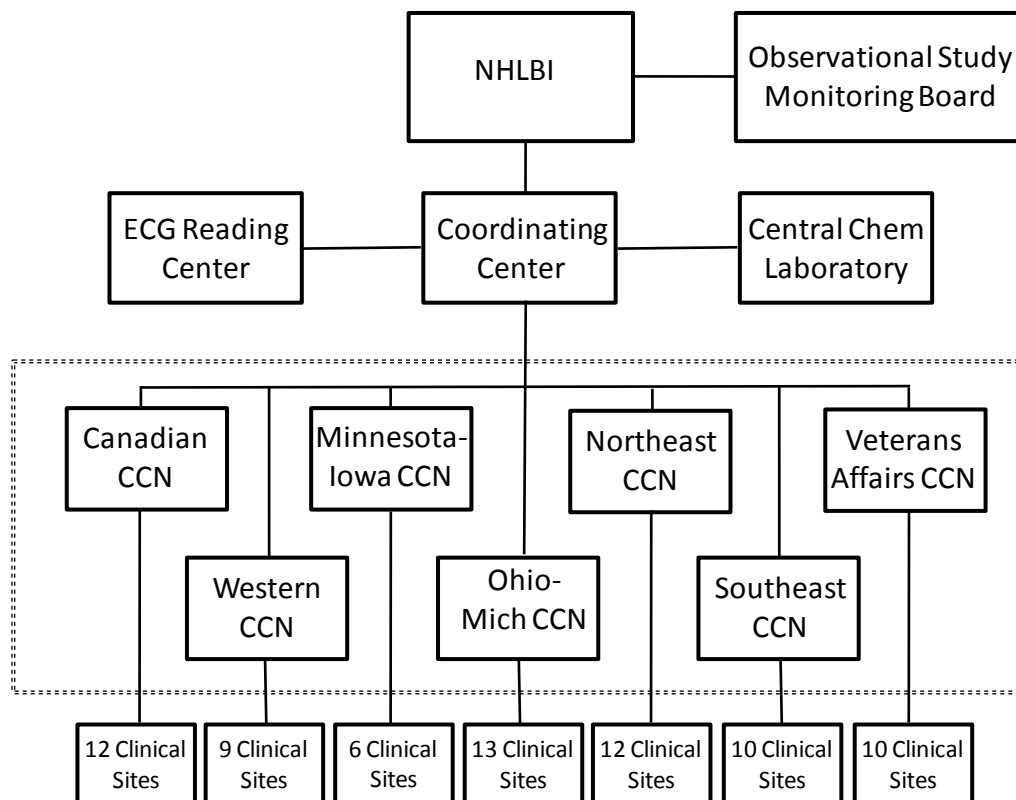 NHLBI
Observational Study
Monitoring Board
ECG Reading
Center
Coordinating
Center
Central Chem
Laboratory
Canadian
CCN
Minnesota-
Iowa CCN
Northeast
CCN
Veterans
Affairs CCN
Western
CCN
Ohio-
Mich CCN
Southeast
CCN
12 Clinical
Sites
9 Clinical
Sites
6 Clinical
Sites
13 Clinical
Sites
12 Clinical
Sites
10 Clinical
Sites
10 Clinical
Sites